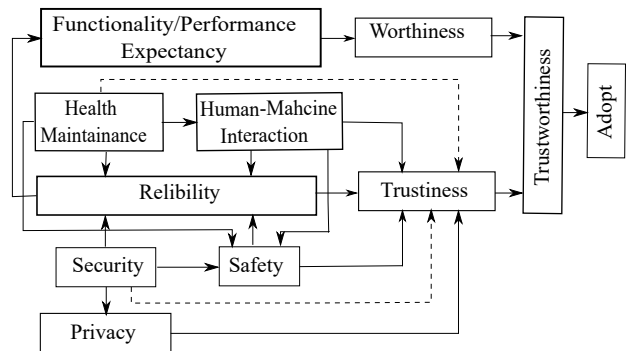 Functionality/Performance
Expectancy
Worthiness
Health
Maintainance
Human-Mahcine
Interaction
Relibility
Trustiness
Trustworthiness
Adopt
Security
Safety
Privacy